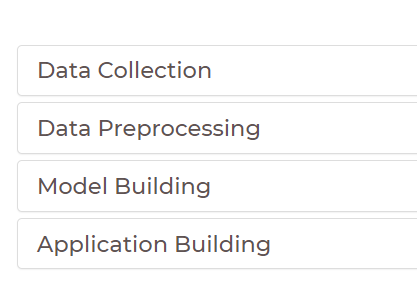 Data Collection
Data Preprocessing
Model Building
Application Building